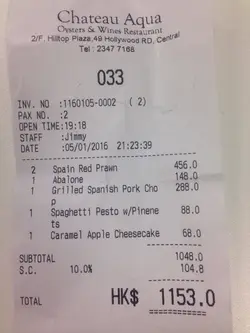 Chateau Aqua
Oysters & Wines Restaurant
2/F, Hilltop Plaza,49 Hollywood RD, Central
Tel : 2347 7168
033
INV. NO :1160105-0002 ( 2)
PAX NO. :2
OPEN TIME:19:18
STAFF :Jimmy
DATE :05/01/2016 21:23:39
2 Spain Red Prawn 456.0
1 Abalone 148.0
1 Grilled Spanish Pork Cho 288.0
p
1 Spaghetti Pesto w/Pinene 88.0
ts
1 Caramel Apple Cheesecake 68.0
SUBTOTAL 1048.0
S.C. 10.0% 104.8
TOTAL HK$ 1153.0